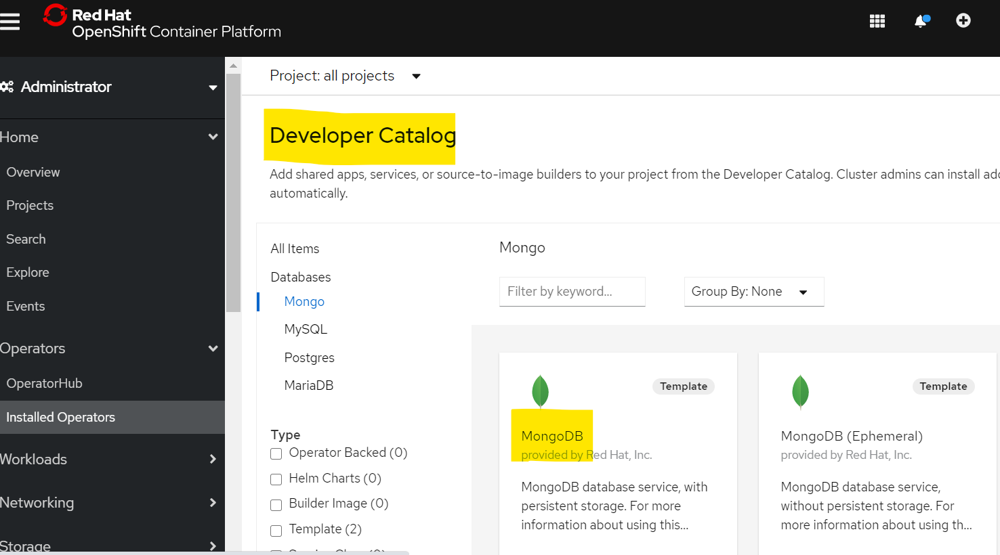 Red Hat
OpenShift Container Platform
Administrator
Home
Overview
Projects
Search
Explore
Events
Operators
OperatorHub
Installed Operators
Workloads
Networking
Storage
Project: all projects
Developer Catalog
Add shared apps, services, or source-to-image builders to your project from the Developer Catalog. Cluster admins can install
automatically.
All Items
Databases
Mongo
MySQL
Postgres
MariaDB
Type
Operator Backed (0)
Helm Charts (0)
Builder Image (0)
Template (2)
Mongo
Filter by keyword...
Group By: None
Template
MongoDB
provided by Red Hat, Inc.
MongoDB database service, with
persistent storage. For more
information about using this...
Template
MongoDB (Ephemeral)
provided by Red Hat, Inc.
MongoDB database service,
without persistent storage. For
more information about using th...